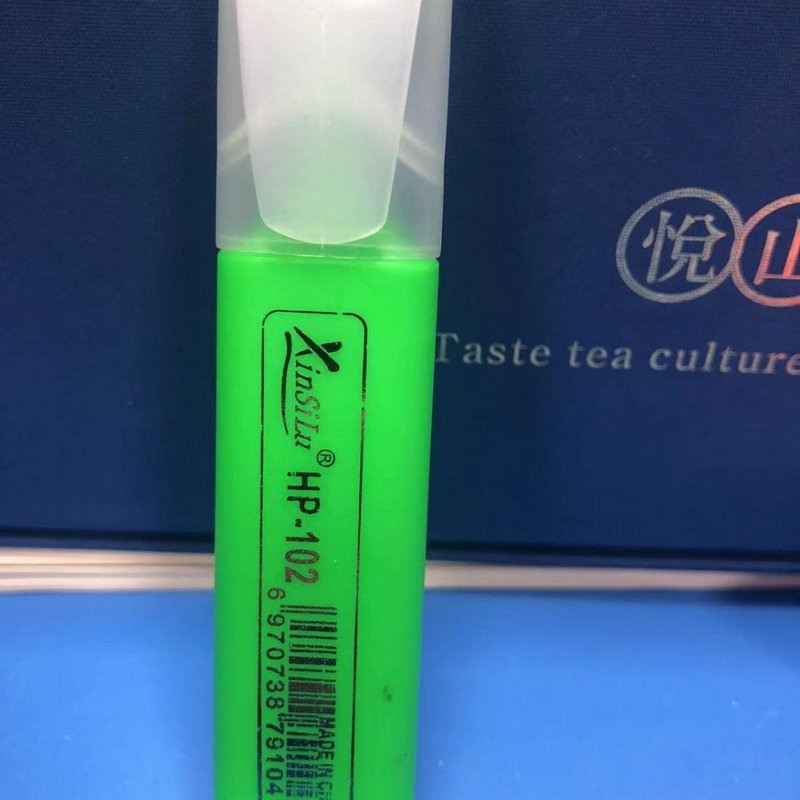 悦山
Taste tea culture
XinSiLu®
HP-102
6 970738 79104
MADE IN